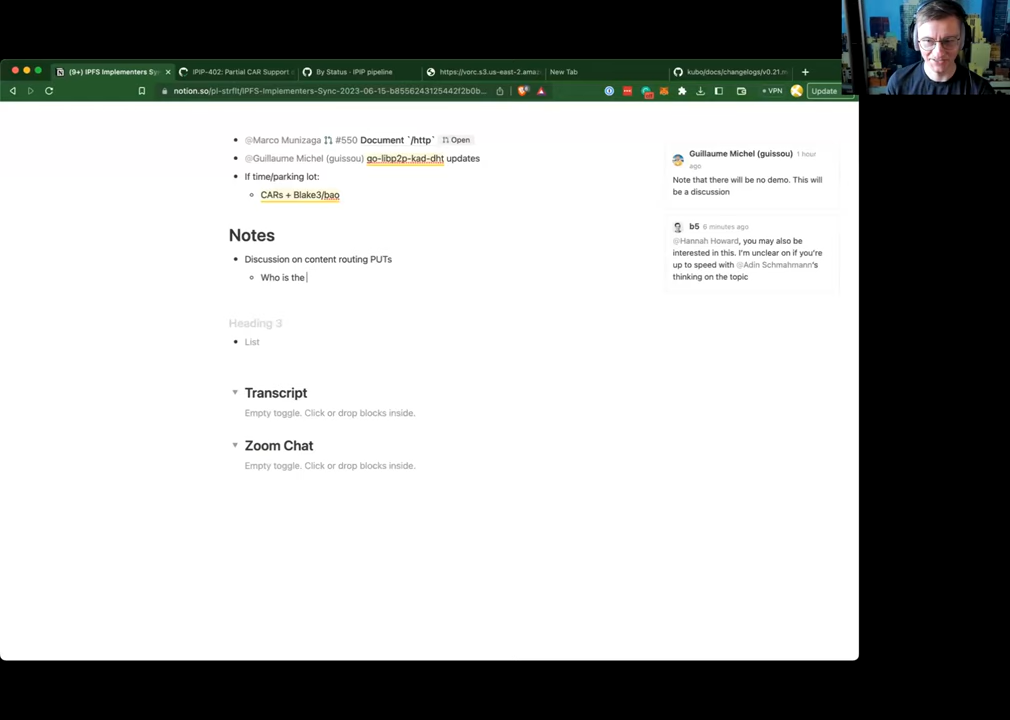 (9+) IPFS Implementers Sy
IPIP-402: Partial CAR Support
By Status · IPIP pipeline
https://vorc.s3.us-east-2.amaz
New Tab
kubo/docs/changelogs/v0.21.m
notion.so/pl-strflt/IPFS-Implementers-Sync-2023-06-15-b8556243125442f2b0b...
VPN
Update
@Marco Munizaga #550 Document `/http` Open
@Guillaume Michel (guissou) go-libp2p-kad-dht updates
If time/parking lot:
CARs + Blake3/bao
Notes
Discussion on content routing PUTs
Who is the
Heading 3
List
Transcript
Empty toggle. Click or drop blocks inside.
Zoom Chat
Empty toggle. Click or drop blocks inside.
Guillaume Michel (guissou) 1 hour
ago
Note that there will be no demo. This will
be a discussion
b5 6 minutes ago
@Hannah Howard, you may also be
interested in this. I'm unclear on if you're
up to speed with @Adin Schmahmann's
thinking on the topic